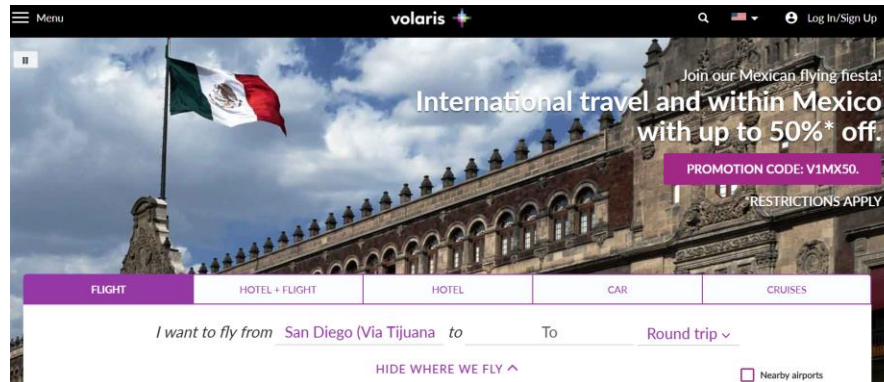 Menu
volaris
Log In/Sign Up
Join our Mexican flying fiesta!
International travel and within Mexico
with up to 50%* off.
PROMOTION CODE: V1MX50.
*RESTRICTIONS APPLY
FLIGHT
HOTEL + FLIGHT
HOTEL
CAR
CRUISES
I want to fly from San Diego (Via Tijuana to To Round trip
HIDE WHERE WE FLY
Nearby airports